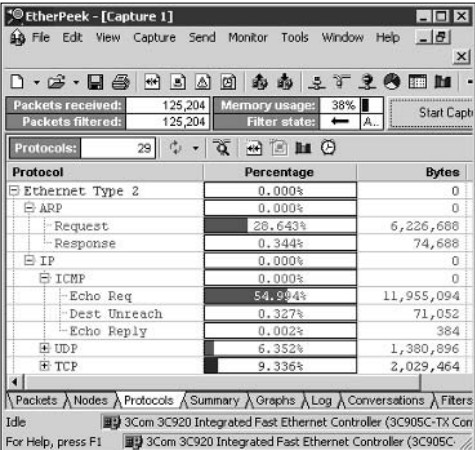 EtherPeek - [Capture 1]
File Edit View Capture Send Monitor Tools Window Help
Packets received: 125,204 Memory usage: 38% Start Capt
Packets filtered: 125,204 Filter state: A..
Protocols: 29
Protocol Percentage Bytes
Ethernet Type 2 0.000% 0
ARP 0.000% 0
Request 28.643% 6,226,688
Response 0.344% 74,688
IP 0.000% 0
ICMP 0.000% 0
Echo Req 54.994% 11,955,094
Dest Unreach 0.327% 71,052
Echo Reply 0.002% 384
UDP 6.352% 1,380,896
TCP 9.336% 2,029,464
Packets Nodes Protocols Summary Graphs Log Conversations Filters
Idle 3Com 3C920 Integrated Fast Ethernet Controller (3C905C-TX Com
For Help, press F1 3Com 3C920 Integrated Fast Ethernet Controller (3C905C-